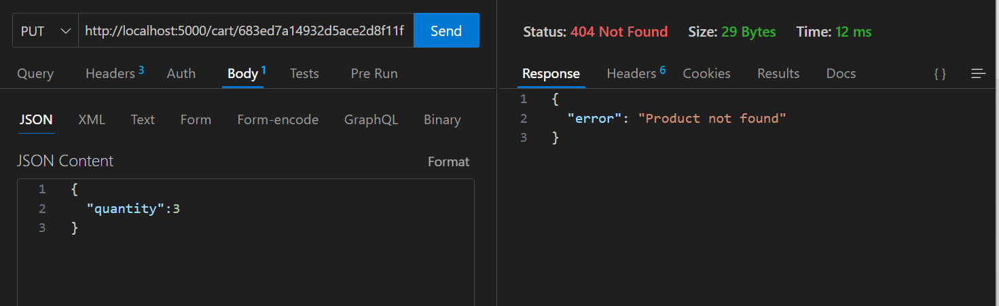 PUT http://localhost:5000/cart/683ed7a14932d5ace2d8f11f Send
Query Headers 3 Auth Body 1 Tests Pre Run
JSON XML Text Form Form-encode GraphQL Binary
JSON Content Format
1 {
2 "quantity":3
3 }
Status: 404 Not Found Size: 29 Bytes Time: 12 ms
Response Headers 6 Cookies Results Docs { }
1 {
2 "error": "Product not found"
3 }